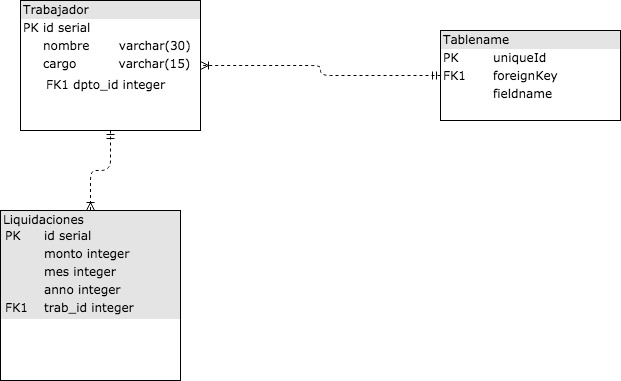 Trabajador
PK id serial
nombre varchar(30)
cargo varchar(15)
FK1 dpto_id integer
Tablename
PK uniqueId
FK1 foreignKey
fieldname
Liquidaciones
PK id serial
monto integer
mes integer
anno integer
FK1 trab_id integer